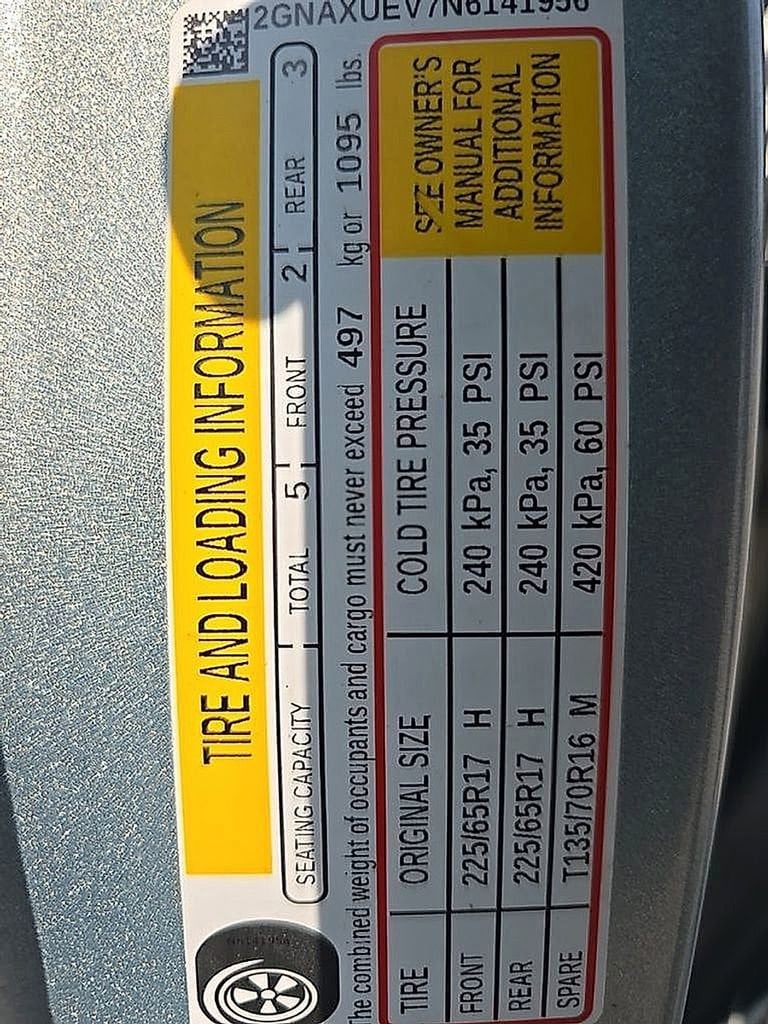 2GNAXUEV7N6141956
TIRE AND LOADING INFORMATION
SEATING CAPACITY TOTAL 5 FRONT 2 REAR 3
The combined weight of occupants and cargo must never exceed 497 kg or 1095 lbs.
TIRE ORIGINAL SIZE COLD TIRE PRESSURE
FRONT 225/65R17 H 240 kPa, 35 PSI
REAR 225/65R17 H 240 kPa, 35 PSI
SPARE T135/70R16 M 420 kPa, 60 PSI
SEE OWNER'S
MANUAL FOR
ADDITIONAL
INFORMATION